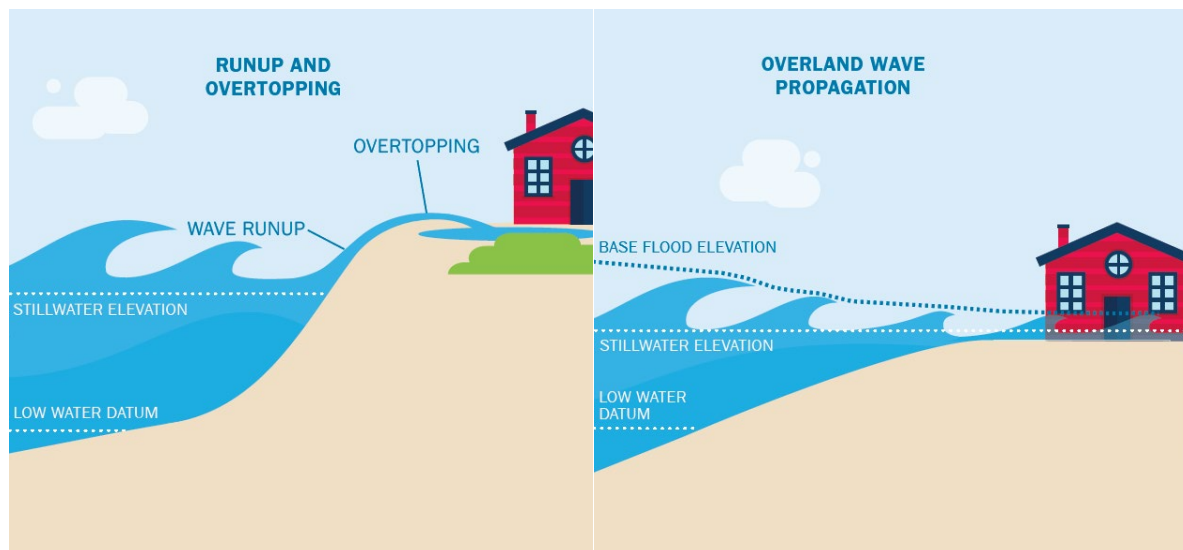 RUNUP AND
OVERTOPPING
OVERTOPPING
WAVE RUNUP
STILLWATER ELEVATION
LOW WATER DATUM
OVERLAND WAVE
PROPAGATION
BASE FLOOD ELEVATION
STILLWATER ELEVATION
LOW WATER
DATUM